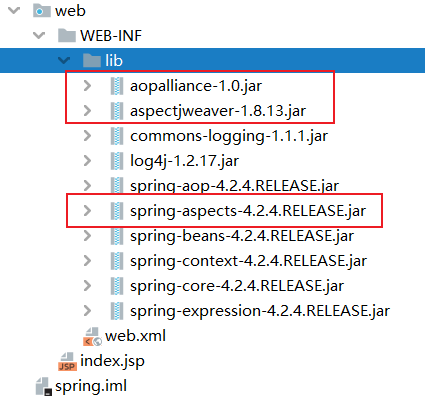 web
WEB-INF
lib
aopalliance-1.0.jar
aspectjweaver-1.8.13.jar
commons-logging-1.1.1.jar
log4j-1.2.17.jar
spring-aop-4.2.4.RELEASE.jar
spring-aspects-4.2.4.RELEASE.jar
spring-beans-4.2.4.RELEASE.jar
spring-context-4.2.4.RELEASE.jar
spring-core-4.2.4.RELEASE.jar
spring-expression-4.2.4.RELEASE.jar
web.xml
JSP index.jsp
spring.iml